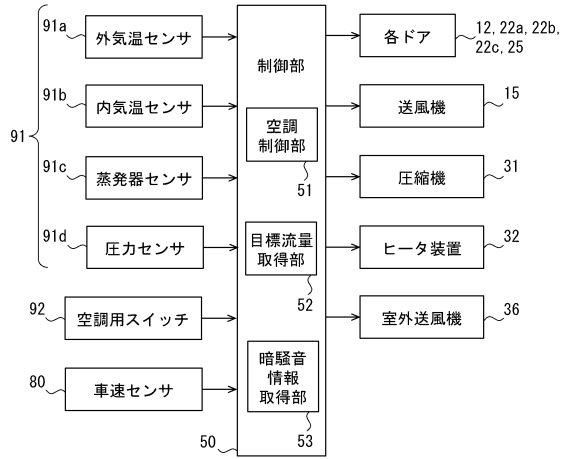 91
91a
外気温センサ
91b
内気温センサ
91c
蒸発器センサ
91d
圧力センサ
92
空調用スイッチ
80
車速センサ
制御部
空調
制御部
51
目標流量
取得部
52
暗騒音
情報
取得部
53
50
各ドア
12, 22a, 22b,
22c, 25
送風機
15
圧縮機
31
ヒータ装置
32
室外送風機
36